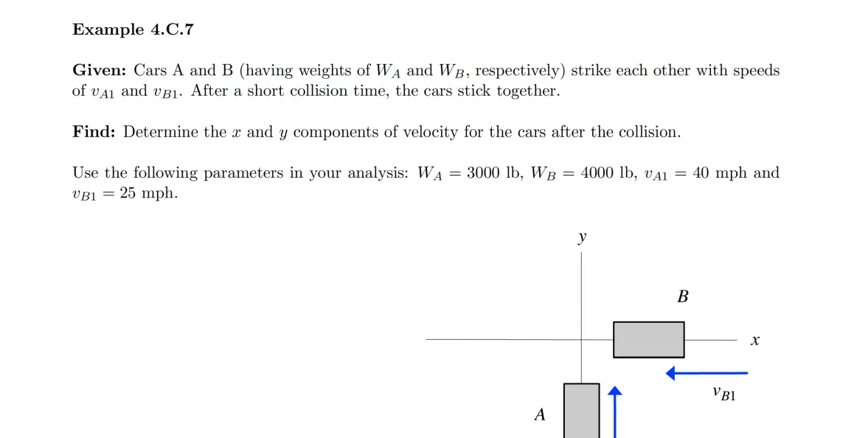 Example 4.C.7
Given: Cars A and B (having weights of W_A and W_B, respectively) strike each other with speeds
of v_A1 and v_B1. After a short collision time, the cars stick together.
Find: Determine the x and y components of velocity for the cars after the collision.
Use the following parameters in your analysis: W_A = 3000 lb, W_B = 4000 lb, v_A1 = 40 mph and
v_B1 = 25 mph.
y
B
x
v_B1
A